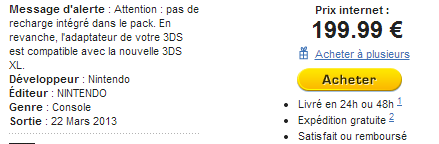 Message d'alerte : Attention : pas de
recharge intégré dans le pack. En
revanche, l'adaptateur de votre 3DS
est compatible avec la nouvelle 3DS
XL.
Développeur : Nintendo
Éditeur : NINTENDO
Genre : Console
Sortie : 22 Mars 2013
Prix internet :
199.99 €
Acheter à plusieurs
Acheter
Livré en 24h ou 48h 1
Expédition gratuite 2
Satisfait ou remboursé